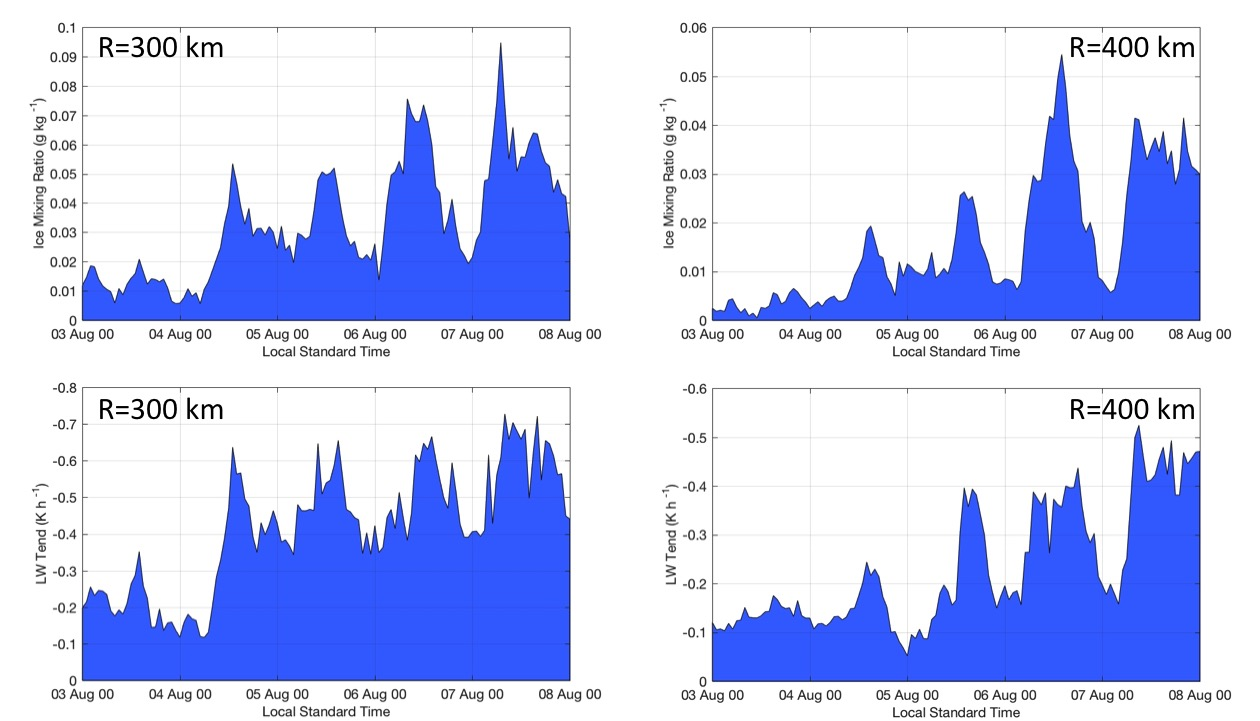 R=300 km
0.1
0.09
0.08
0.07
0.06
0.05
0.04
0.03
0.02
0.01
0
Ice Mixing Ratio (g kg -1)
03 Aug 00 04 Aug 00 05 Aug 00 06 Aug 00 07 Aug 00 08 Aug 00
Local Standard Time
R=400 km
0.06
0.05
0.04
0.03
0.02
0.01
0
Ice Mixing Ratio (g kg -1)
03 Aug 00 04 Aug 00 05 Aug 00 06 Aug 00 07 Aug 00 08 Aug 00
Local Standard Time
R=300 km
-0.8
-0.7
-0.6
-0.5
-0.4
-0.3
-0.2
-0.1
0
LW Tend (K h -1)
03 Aug 00 04 Aug 00 05 Aug 00 06 Aug 00 07 Aug 00 08 Aug 00
Local Standard Time
R=400 km
-0.6
-0.5
-0.4
-0.3
-0.2
-0.1
0
LW Tend (K h -1)
03 Aug 00 04 Aug 00 05 Aug 00 06 Aug 00 07 Aug 00 08 Aug 00
Local Standard Time